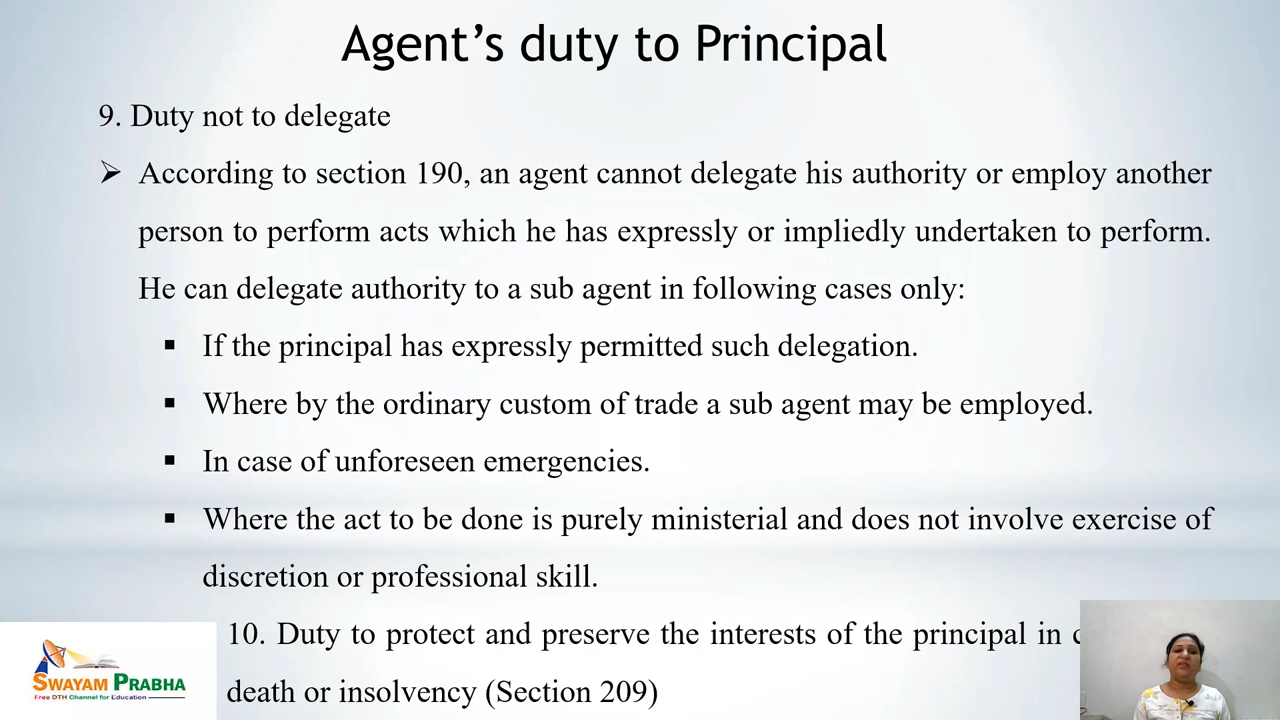 Agent’s duty to Principal
9. Duty not to delegate
➢ According to section 190, an agent cannot delegate his authority or employ another
person to perform acts which he has expressly or impliedly undertaken to perform.
He can delegate authority to a sub agent in following cases only:
▪ If the principal has expressly permitted such delegation.
▪ Where by the ordinary custom of trade a sub agent may be employed.
▪ In case of unforeseen emergencies.
▪ Where the act to be done is purely ministerial and does not involve exercise of
discretion or professional skill.
10. Duty to protect and preserve the interests of the principal in
death or insolvency (Section 209)
SWAYAM PRABHA
Free DTH Channel for Education